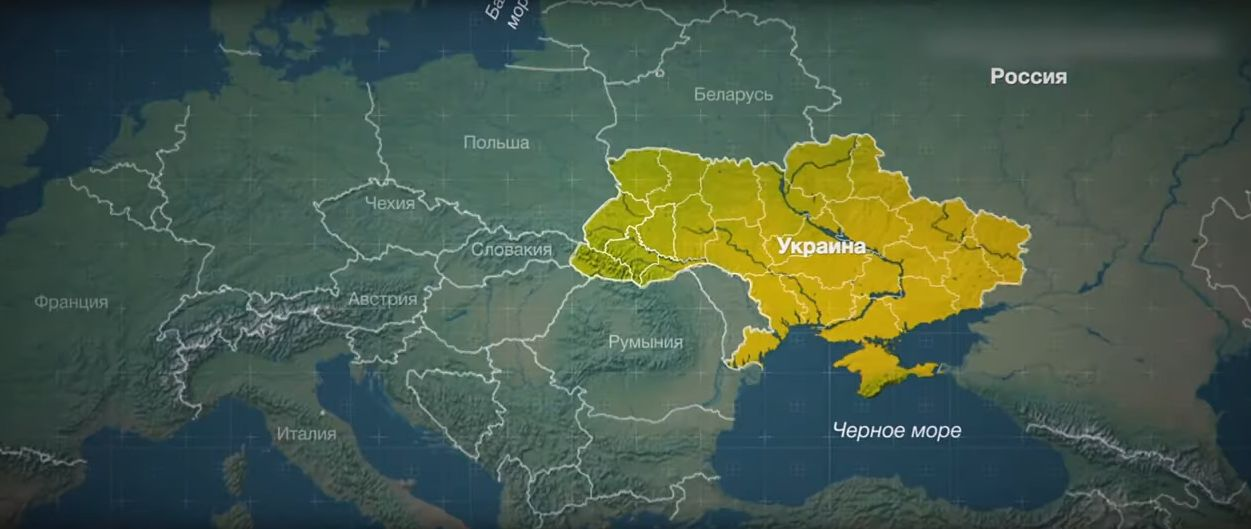 Россия
Беларусь
Польша
Чехия
Украина
Словакия
Франция
Австрия
Румыния
Черное море
Италия